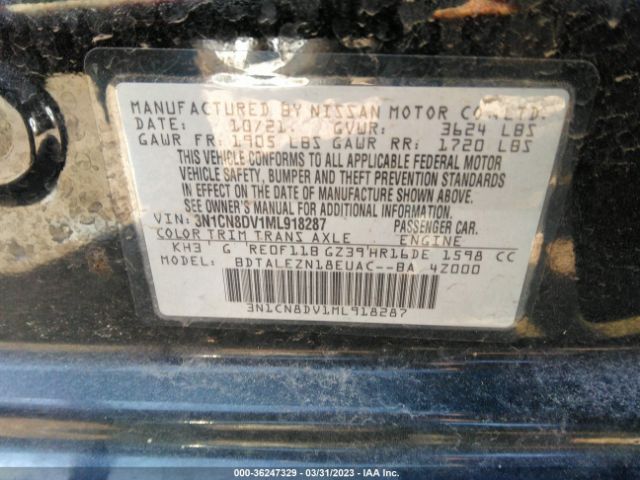 MANUFACTURED BY NISSAN MOTOR CO., LTD.
DATE: 10/21. GVWR: 3624 LBS
GAWR FR: 1905 LBS GAWR RR: 1720 LBS
THIS VEHICLE CONFORMS TO ALL APPLICABLE FEDERAL MOTOR
VEHICLE SAFETY, BUMPER AND THEFT PREVENTION STANDARDS
IN EFFECT ON THE DATE OF MANUFACTURE SHOWN ABOVE.
SEE OWNER'S MANUAL FOR ADDITIONAL INFORMATION.
VIN: 3N1CN8DV1ML918287 PASSENGER CAR.
COLOR TRIM TRANS AXLE ENGINE
KH3 G RE0F11B GZ39 HR16DE 1598 CC
MODEL: BDTALEZN18EUAC--BA 4Z000
3N1CN8DV1ML918287
000-36247329 - 03/31/2023 - IAA Inc.